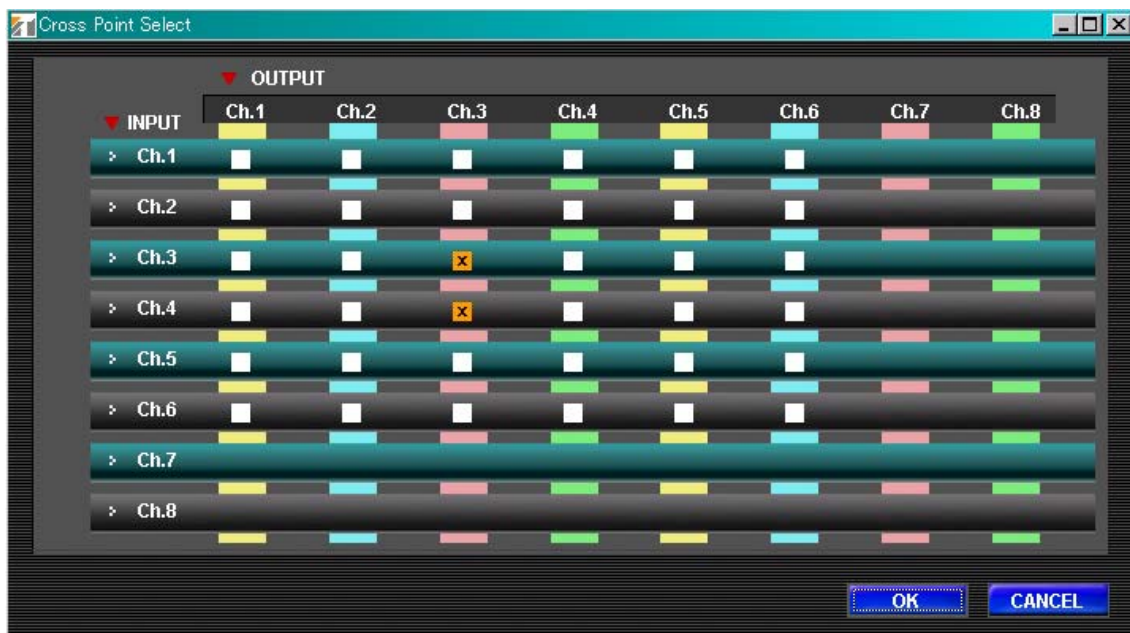 Cross Point Select
OUTPUT
INPUT
Ch.1 Ch.2 Ch.3 Ch.4 Ch.5 Ch.6 Ch.7 Ch.8
Ch.1
Ch.2
Ch.3 x
Ch.4 x
Ch.5
Ch.6
Ch.7
Ch.8
OK CANCEL